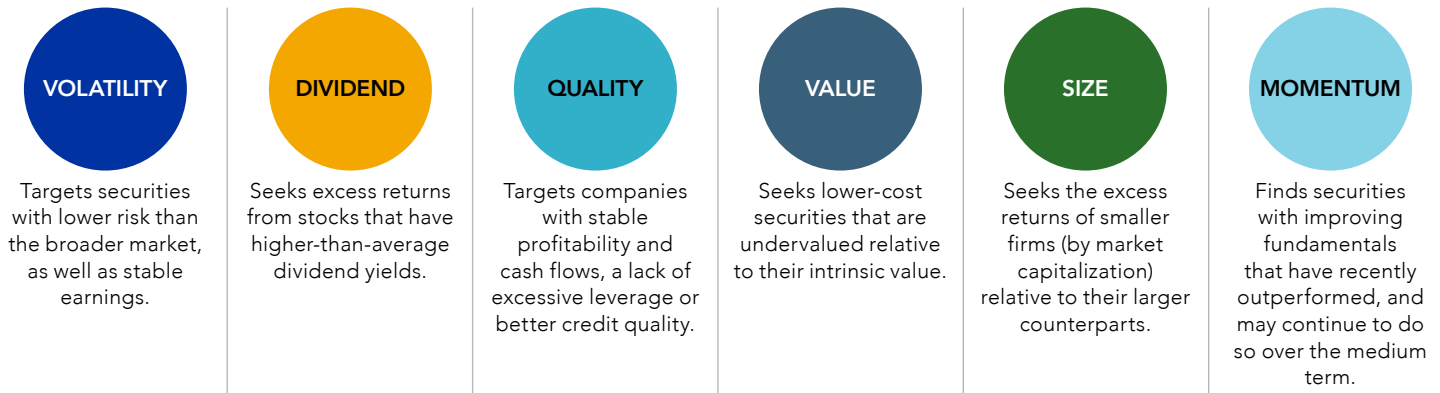 VOLATILITY
Targets securities
with lower risk than
the broader market,
as well as stable
earnings.
DIVIDEND
Seeks excess returns
from stocks that have
higher-than-average
dividend yields.
QUALITY
Targets companies
with stable
profitability and
cash flows, a lack of
excessive leverage or
better credit quality.
VALUE
Seeks lower-cost
securities that are
undervalued relative
to their intrinsic value.
SIZE
Seeks the excess
returns of smaller
firms (by market
capitalization)
relative to their larger
counterparts.
MOMENTUM
Finds securities
with improving
fundamentals
that have recently
outperformed, and
may continue to do
so over the medium
term.